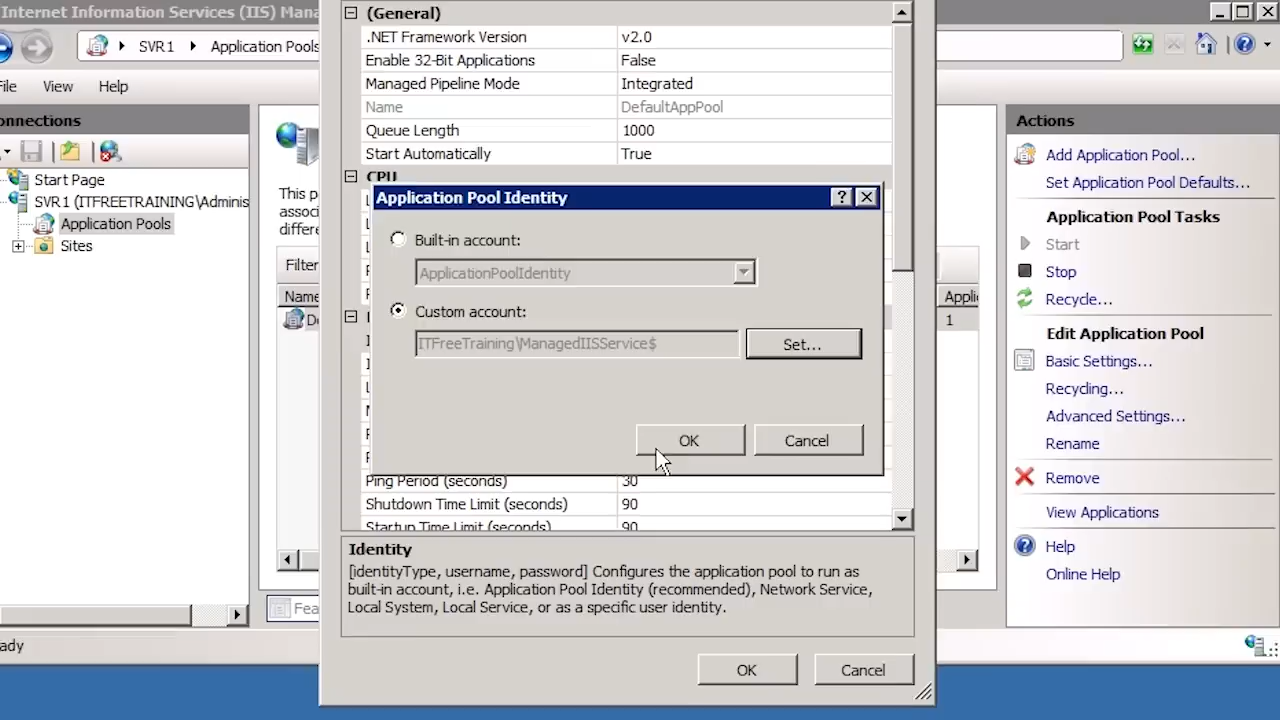 Internet Information Services (IIS) Mana
SVR1
Application Pools
File
View
Help
onnections
Start Page
SVR1 (ITFREETRAINING\Adminis
Application Pools
Sites
This p
associ
differe
Filter
Name
Applic
1
Fea
ady
(General)
.NET Framework Version v2.0
Enable 32-Bit Applications False
Managed Pipeline Mode Integrated
Name DefaultAppPool
Queue Length 1000
Start Automatically True
CPU
Application Pool Identity
Built-in account:
ApplicationPoolIdentity
Custom account:
ITFreeTraining\ManagedIISService$
Set...
OK
Cancel
Ping Period (seconds) 30
Shutdown Time Limit (seconds) 90
Startup Time Limit (seconds) 90
Identity
[identityType, username, password] Configures the application pool to run as
built-in account, i.e. Application Pool Identity (recommended), Network Service,
Local System, Local Service, or as a specific user identity.
OK
Cancel
Actions
Add Application Pool...
Set Application Pool Defaults...
Application Pool Tasks
Start
Stop
Recycle...
Edit Application Pool
Basic Settings...
Recycling...
Advanced Settings...
Rename
Remove
View Applications
Help
Online Help